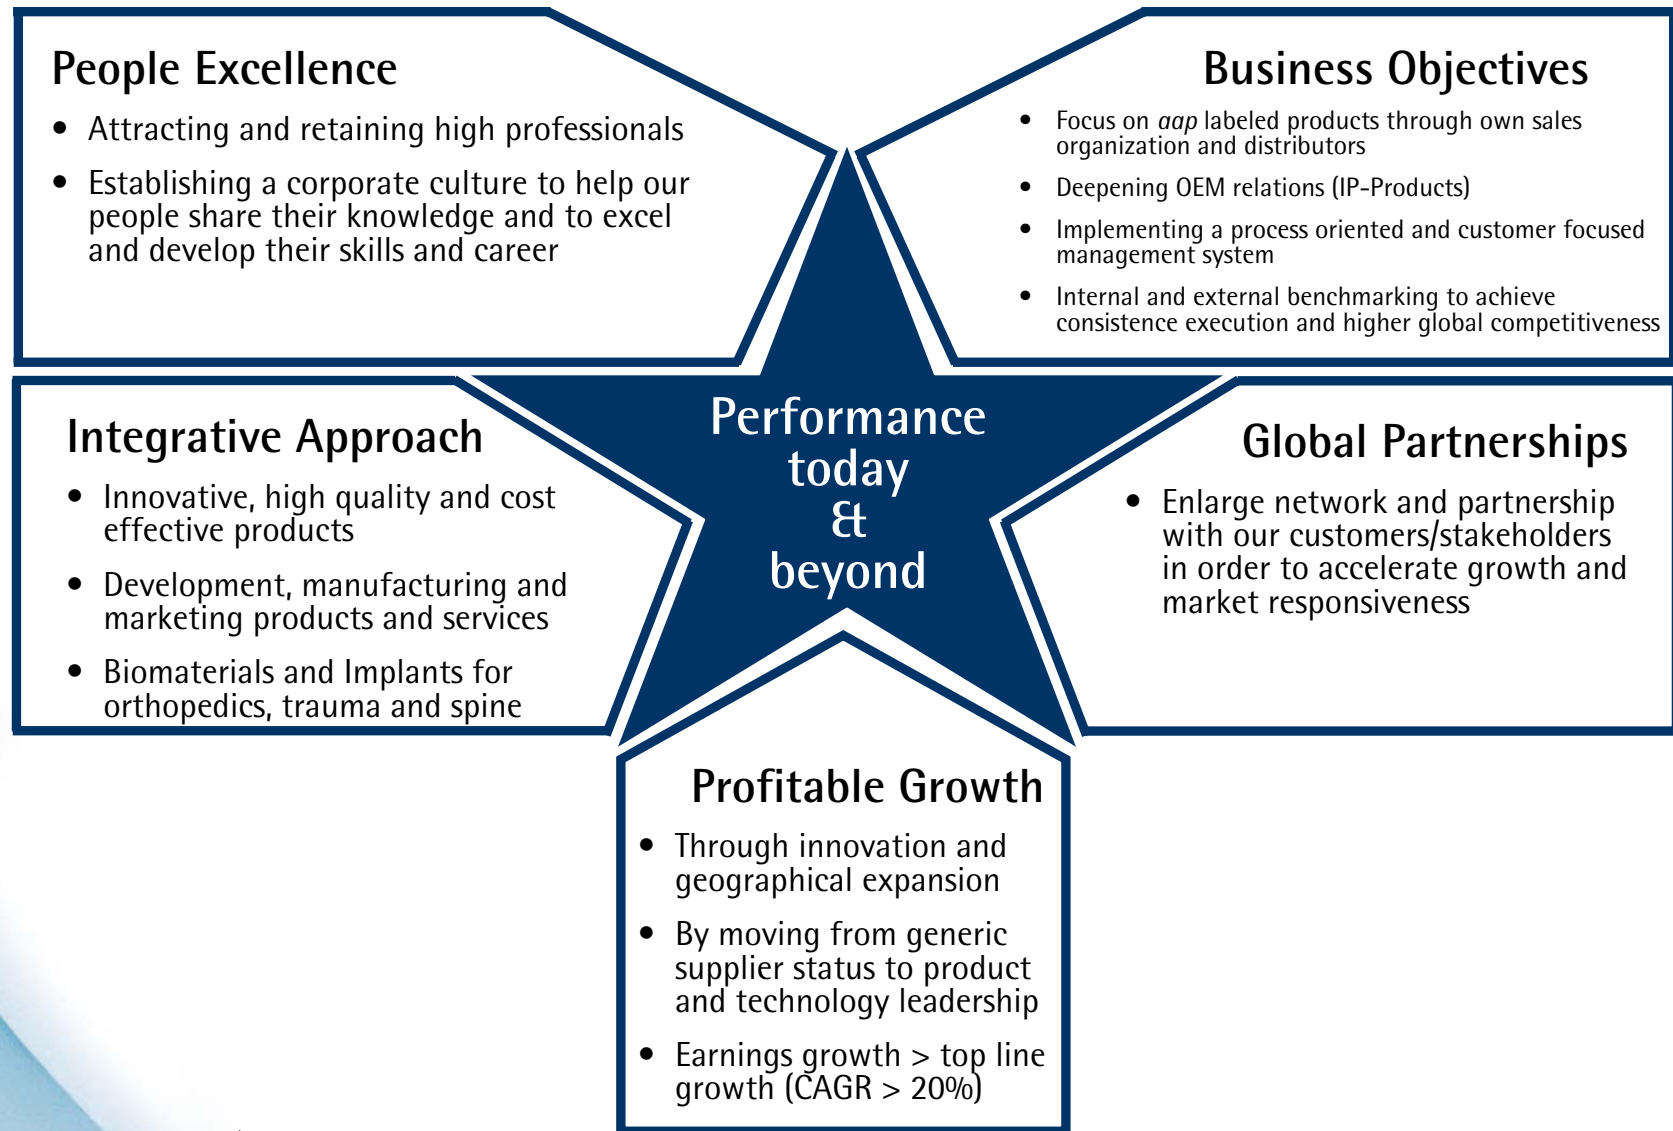 People Excellence
• Attracting and retaining high professionals
• Establishing a corporate culture to help our
people share their knowledge and to excel
and develop their skills and career
Business Objectives
• Focus on aap labeled products through own sales
organization and distributors
• Deepening OEM relations (IP-Products)
• Implementing a process oriented and customer focused
management system
• Internal and external benchmarking to achieve
consistence execution and higher global competitiveness
Integrative Approach
• Innovative, high quality and cost
effective products
• Development, manufacturing and
marketing products and services
• Biomaterials and Implants for
orthopedics, trauma and spine
Performance
today
&
beyond
Global Partnerships
• Enlarge network and partnership
with our customers/stakeholders
in order to accelerate growth and
market responsiveness
Profitable Growth
• Through innovation and
geographical expansion
• By moving from generic
supplier status to product
and technology leadership
• Earnings growth > top line
growth (CAGR > 20%)